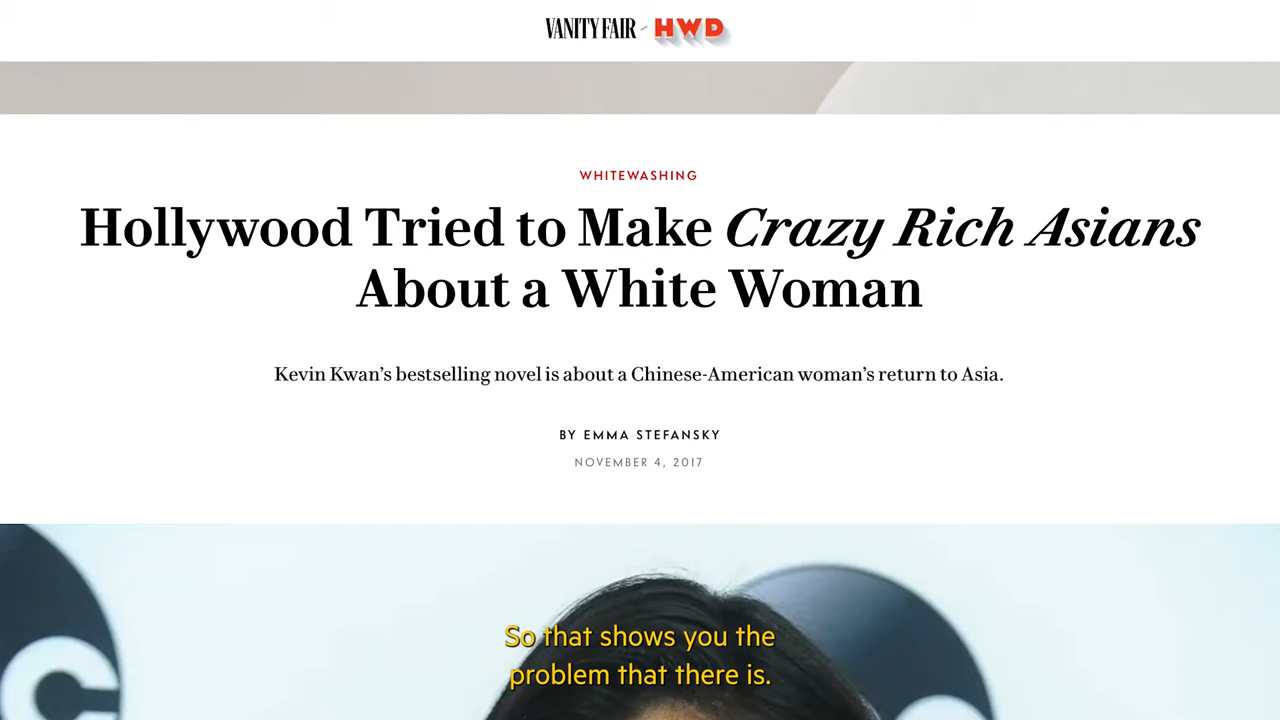 VANITY FAIR HWD
WHITEWASHING
Hollywood Tried to Make Crazy Rich Asians
About a White Woman
Kevin Kwan's bestselling novel is about a Chinese-American woman's return to Asia.
BY EMMA STEFANSKY
NOVEMBER 4, 2017
So that shows you the
problem that there is.